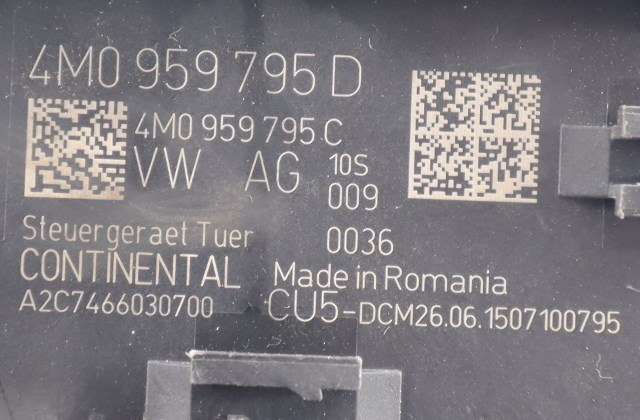 4M0 959 795 D
4M0 959 795 C
VW AG 10S
009
Steuergeraet Tuer 0036
CONTINENTAL Made in Romania
A2C7466030700 CU5-DCM26.06.1507100795